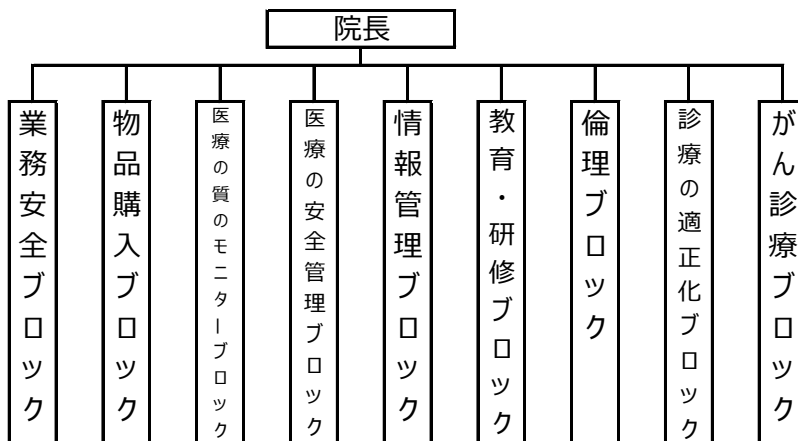 院長
業務安全ブロック
物品購入ブロック
医療の質のモニターブロック
医療の安全管理ブロック
情報管理ブロック
教育・研修ブロック
倫理ブロック
診療の適正化ブロック
がん診療ブロック